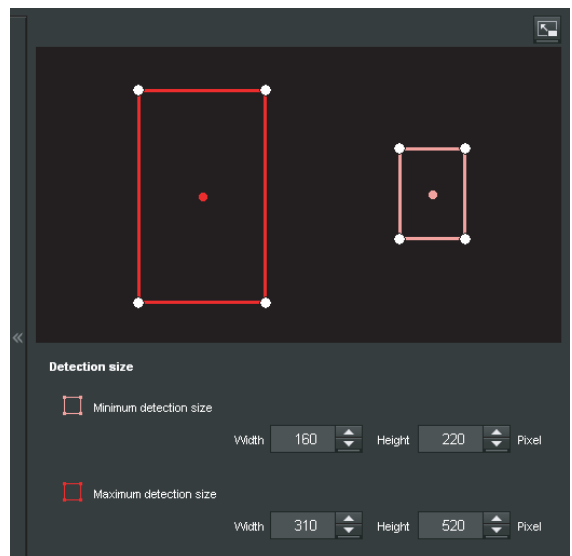 Detection size
Minimum detection size
Width 160 Height 220 Pixel
Maximum detection size
Width 310 Height 520 Pixel